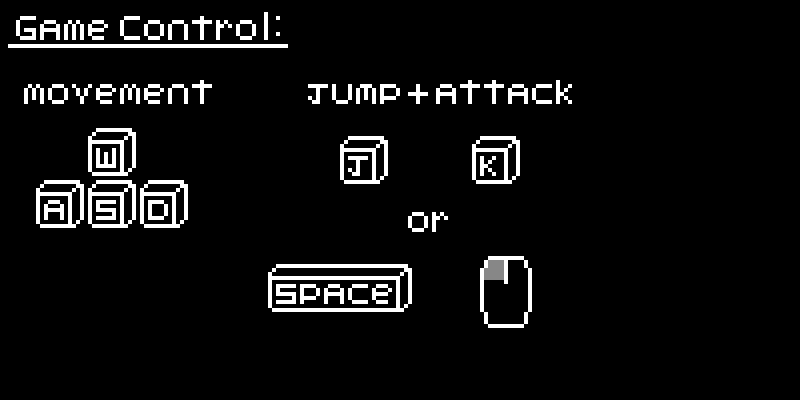 Game Control:
movement JUMP+ATTACK
W
J K
A S D
or
SPACE